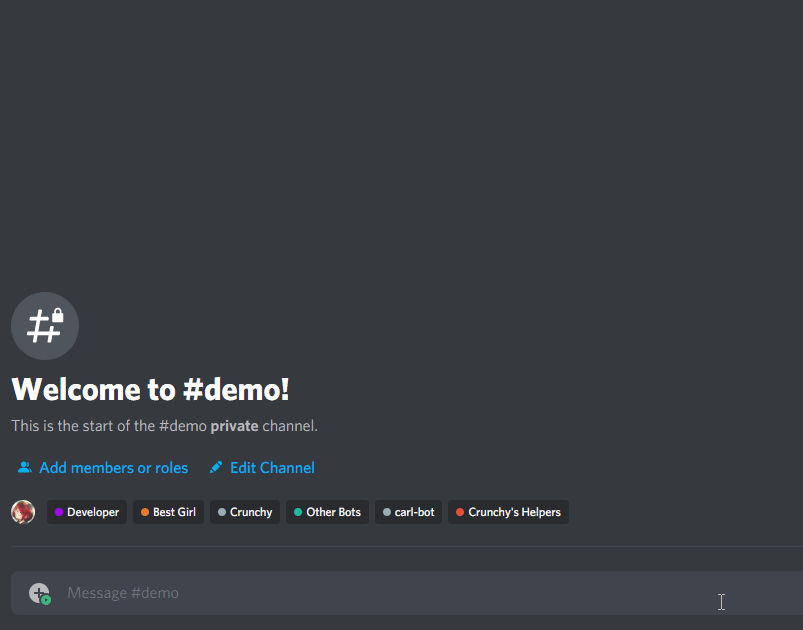 Welcome to #demo!
This is the start of the #demo private channel.
Add members or roles Edit Channel
Developer Best Girl Crunchy Other Bots carl-bot Crunchy's Helpers
Message #demo